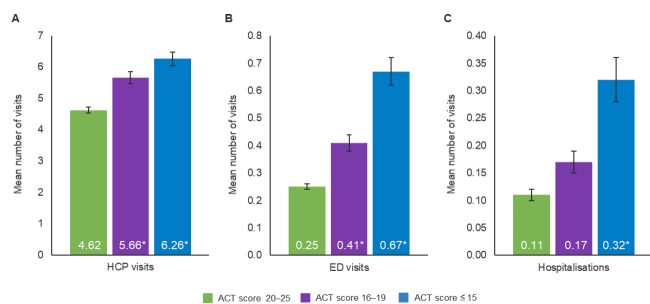 A
Mean number of visits
7
6
5
4
3
2
1
0
4.62
5.66*
6.26*
HCP visits
B
Mean number of visits
0.8
0.7
0.6
0.5
0.4
0.3
0.2
0.1
0.0
0.25
0.41*
0.67*
ED visits
C
Mean number of visits
0.40
0.35
0.30
0.25
0.20
0.15
0.10
0.05
0.00
0.11
0.17
0.32*
Hospitalisations
ACT score 20–25
ACT score 16–19
ACT score ≤ 15